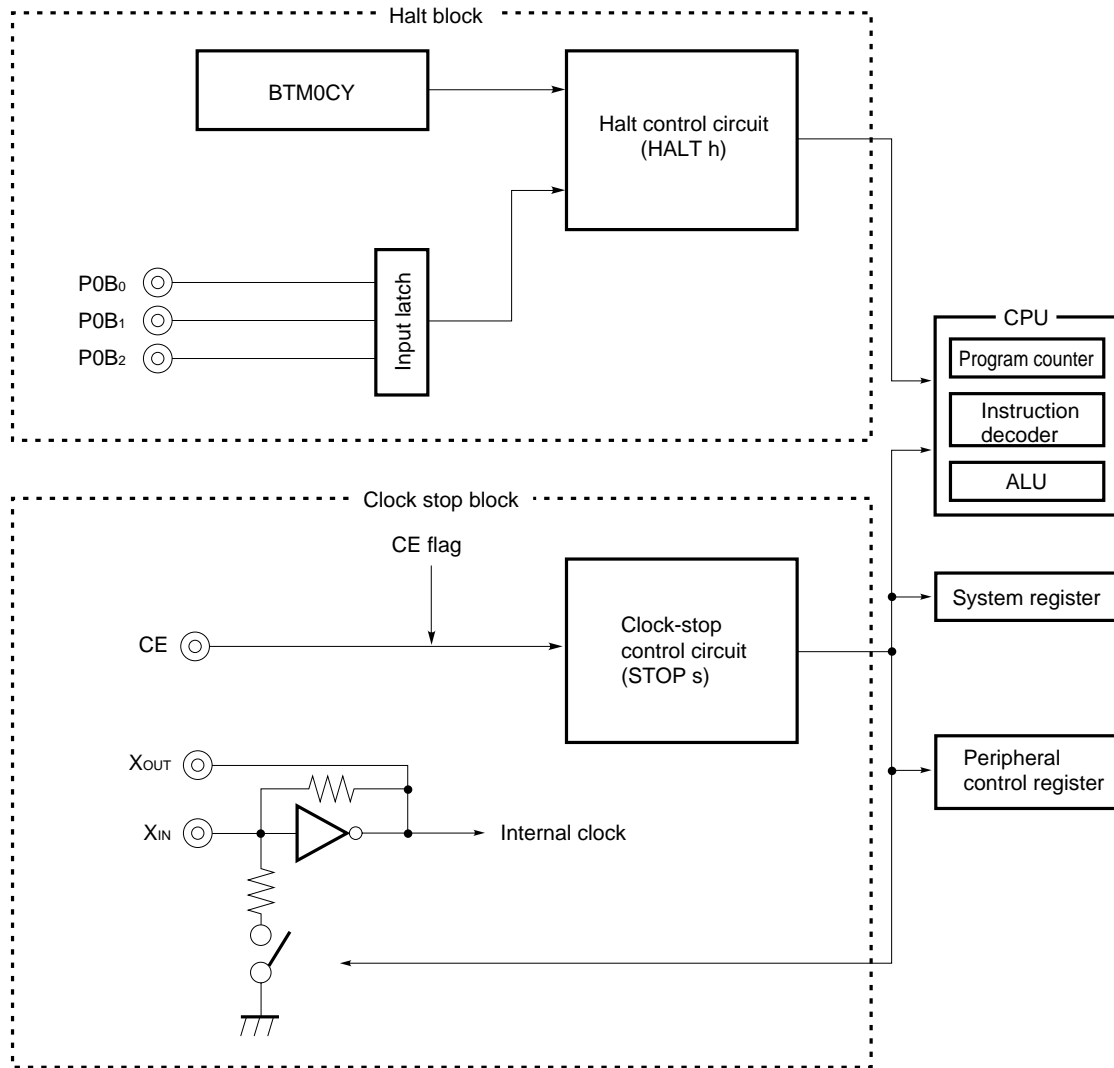 Halt block
BTM0CY
Halt control circuit
(HALT h)
P0B0
P0B1
P0B2
Input latch
CPU
Program counter
Instruction
decoder
ALU
Clock stop block
CE flag
CE
Clock-stop
control circuit
(STOP s)
System register
XOUT
XIN
Internal clock
Peripheral
control register